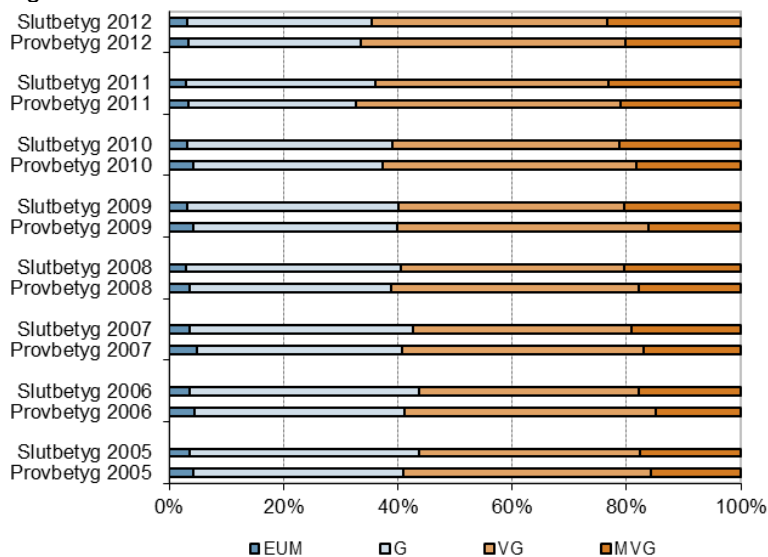 Slutbetyg 2012
Provbetyg 2012
Slutbetyg 2011
Provbetyg 2011
Slutbetyg 2010
Provbetyg 2010
Slutbetyg 2009
Provbetyg 2009
Slutbetyg 2008
Provbetyg 2008
Slutbetyg 2007
Provbetyg 2007
Slutbetyg 2006
Provbetyg 2006
Slutbetyg 2005
Provbetyg 2005
0% 20% 40% 60% 80% 100%
EUM G VG MVG